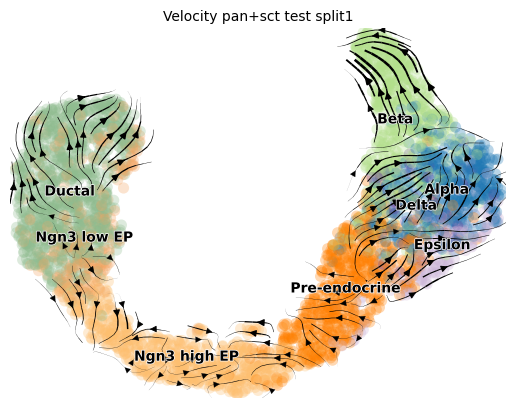 Velocity pan+sct test split1
Beta
Ductal
Alpha
Delta
Ngn3 low EP
Epsilon
Pre-endocrine
Ngn3 high EP